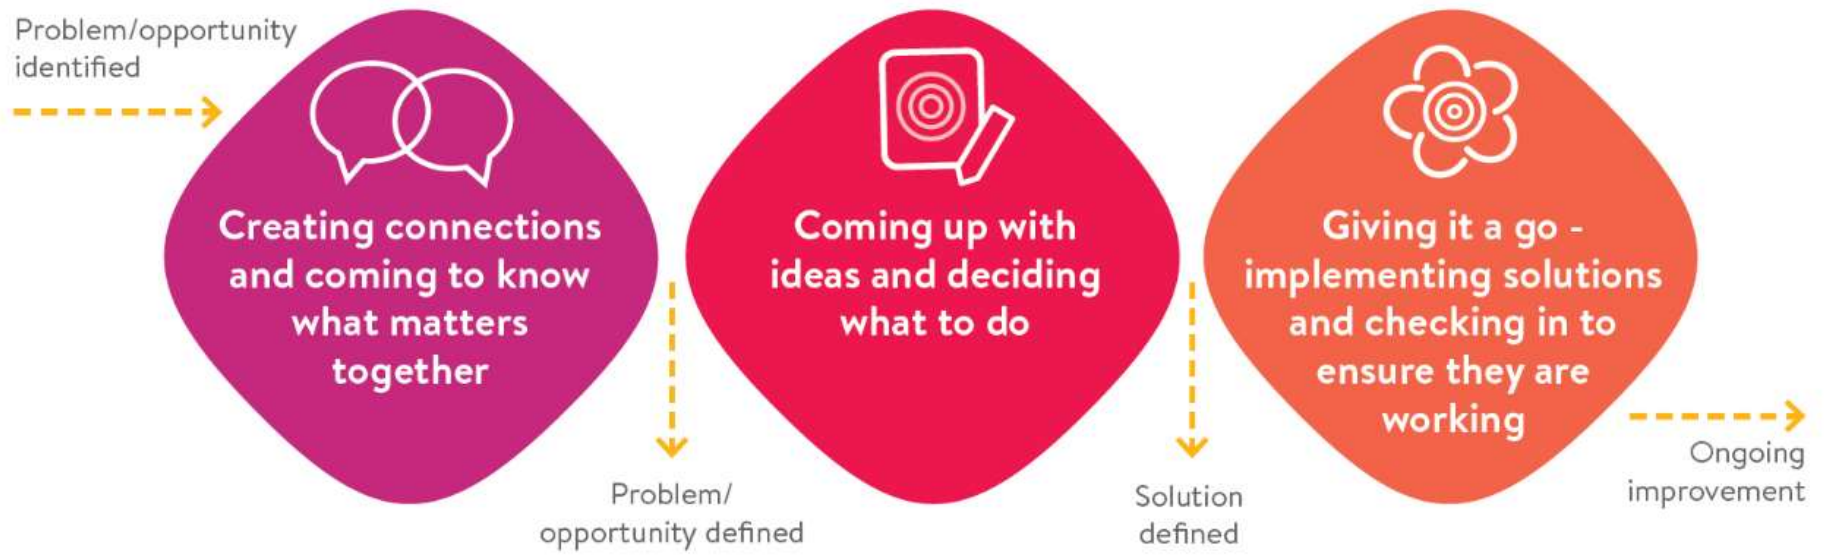 Problem/opportunity
identified
Creating connections
and coming to know
what matters
together
Problem/
opportunity defined
Coming up with
ideas and deciding
what to do
Solution
defined
Giving it a go -
implementing solutions
and checking in to
ensure they are
working
Ongoing
improvement